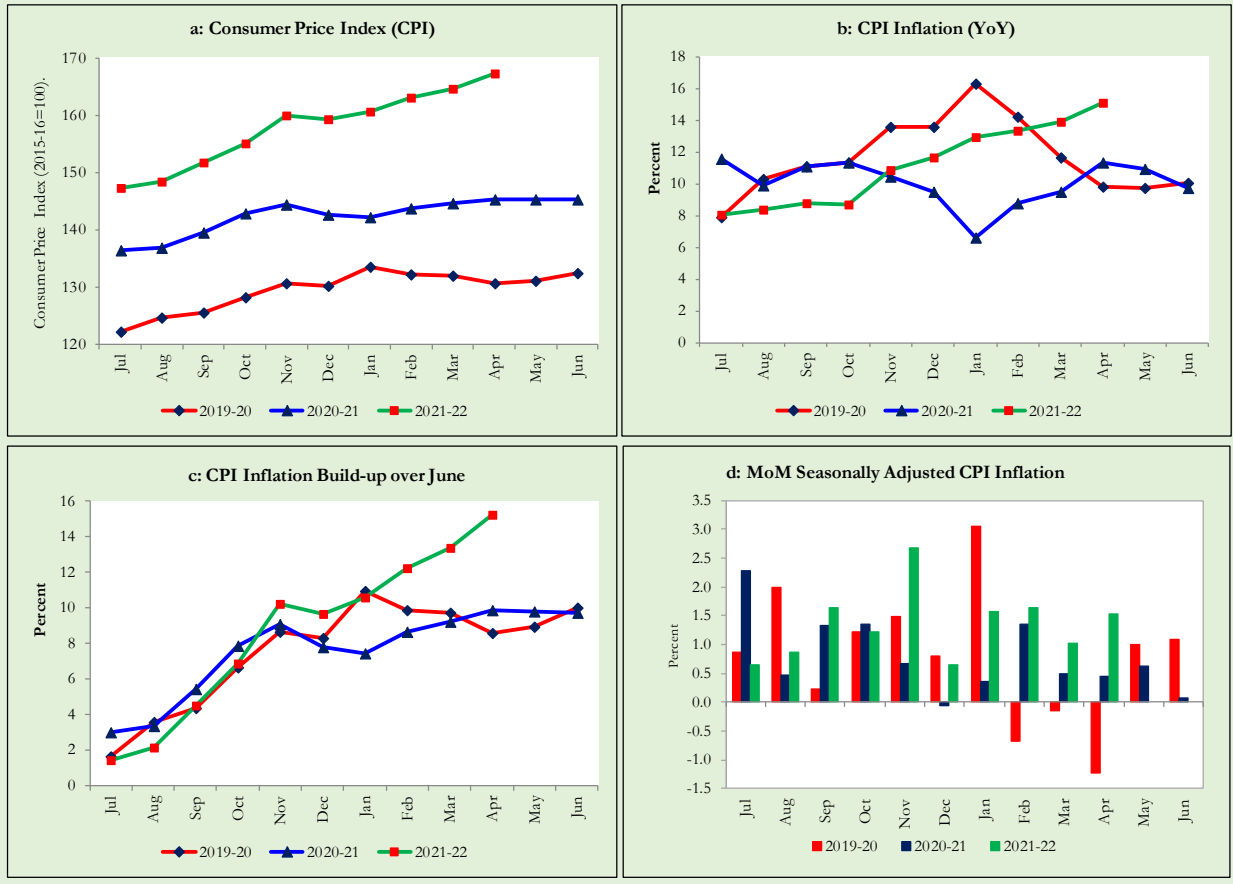 a: Consumer Price Index (CPI)
Consumer Price Index (2015-16=100).
170
160
150
140
130
120
Jul Aug Sep Oct Nov Dec Jan Feb Mar Apr May Jun
2019-20 2020-21 2021-22
b: CPI Inflation (YoY)
Percent
18
16
14
12
10
8
6
4
2
0
Jul Aug Sep Oct Nov Dec Jan Feb Mar Apr May Jun
2019-20 2020-21 2021-22
c: CPI Inflation Build-up over June
Percent
16
14
12
10
8
6
4
2
0
Jul Aug Sep Oct Nov Dec Jan Feb Mar Apr May Jun
2019-20 2020-21 2021-22
d: MoM Seasonally Adjusted CPI Inflation
Percent
3.5
3.0
2.5
2.0
1.5
1.0
0.5
0.0
-0.5
-1.0
-1.5
Jul Aug Sep Oct Nov Dec Jan Feb Mar Apr May Jun
2019-20 2020-21 2021-22